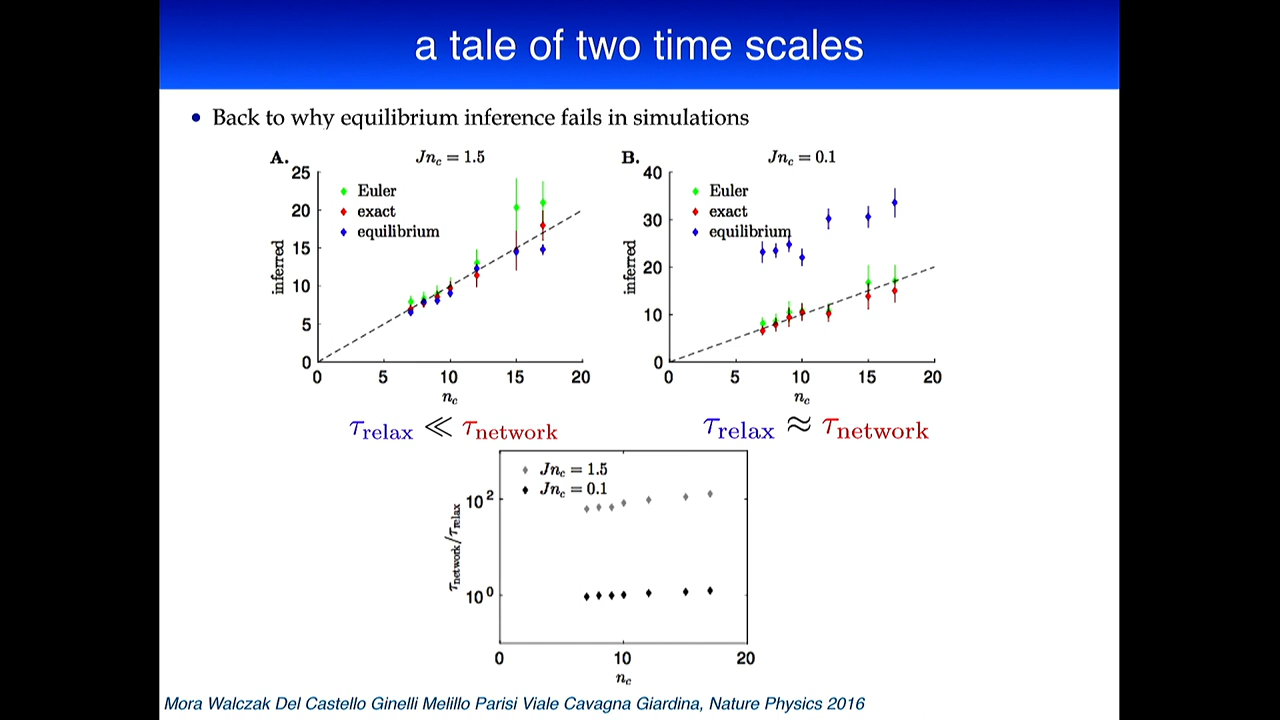 a tale of two time scales
• Back to why equilibrium inference fails in simulations
A.
Jn_c = 1.5
25
20
15
10
5
0
inferred
Euler
exact
equilibrium
0 5 10 15 20
n_c
τ_relax ≪ τ_network
B.
Jn_c = 0.1
40
30
20
10
0
inferred
Euler
exact
equilibrium
0 5 10 15 20
n_c
τ_relax ≈ τ_network
Jn_c = 1.5
Jn_c = 0.1
10^2
10^0
τ_network/τ_relax
0 10 20
n_c
Mora Walczak Del Castello Ginelli Melillo Parisi Viale Cavagna Giardina, Nature Physics 2016